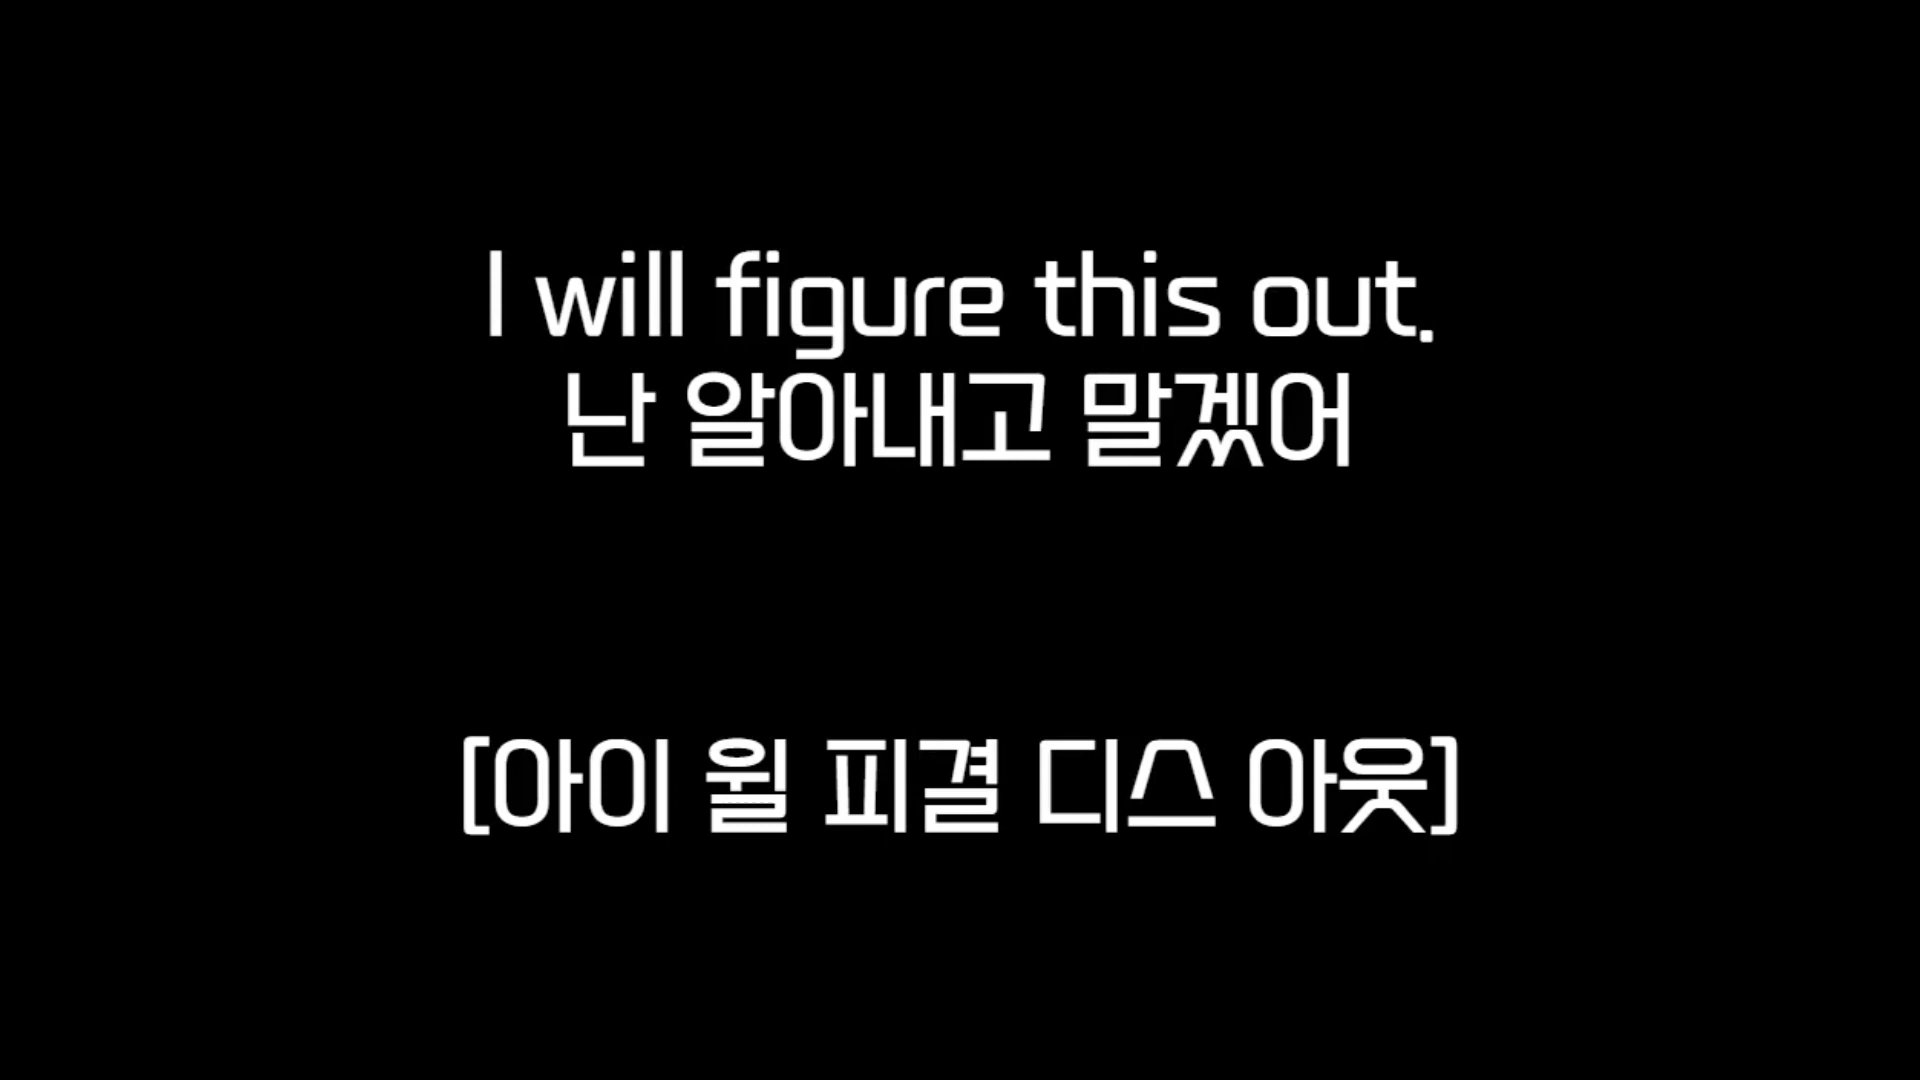 I will figure this out.
난 알아내고 말겠어
[아이 윌 피결 디스 아웃]